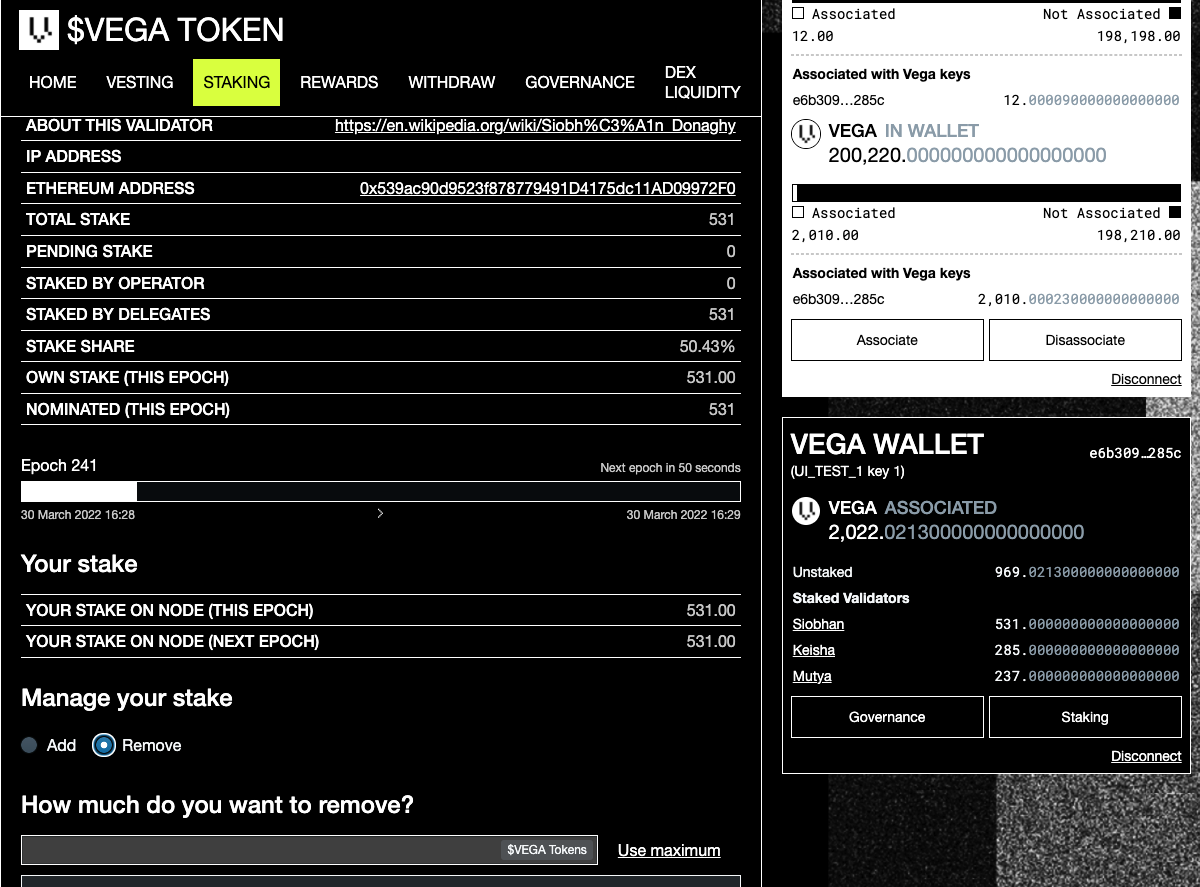 $VEGA TOKEN
HOME VESTING STAKING REWARDS WITHDRAW GOVERNANCE DEX LIQUIDITY
ABOUT THIS VALIDATOR https://en.wikipedia.org/wiki/Siobh%C3%A1n_Donaghy
IP ADDRESS
ETHEREUM ADDRESS 0x539ac90d9523f878779491D4175dc11AD09972F0
TOTAL STAKE 531
PENDING STAKE 0
STAKED BY OPERATOR 0
STAKED BY DELEGATES 531
STAKE SHARE 50.43%
OWN STAKE (THIS EPOCH) 531.00
NOMINATED (THIS EPOCH) 531
Epoch 241 Next epoch in 50 seconds
30 March 2022 16:28 > 30 March 2022 16:29
Your stake
YOUR STAKE ON NODE (THIS EPOCH) 531.00
YOUR STAKE ON NODE (NEXT EPOCH) 531.00
Manage your stake
Add Remove
How much do you want to remove?
$VEGA Tokens Use maximum
Associated Not Associated
12.00 198,198.00
Associated with Vega keys
e6b309…285c 12.000090000000000000
VEGA IN WALLET
200,220.000000000000000000
Associated Not Associated
2,010.00 198,210.00
Associated with Vega keys
e6b309…285c 2,010.000230000000000000
Associate Disassociate
Disconnect
VEGA WALLET e6b309…285c
(UI_TEST_1 key 1)
VEGA ASSOCIATED
2,022.021300000000000000
Unstaked 969.021300000000000000
Staked Validators
Siobhan 531.000000000000000000
Keisha 285.000000000000000000
Mutya 237.000000000000000000
Governance Staking
Disconnect